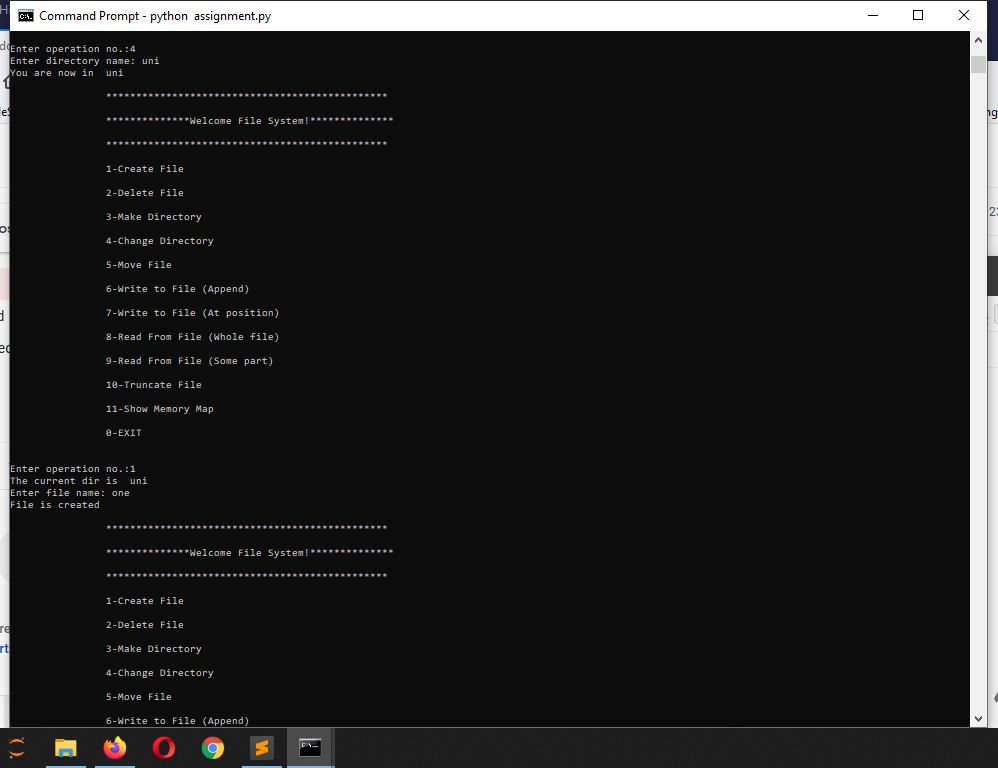 Command Prompt - python assignment.py
Enter operation no.:4
Enter directory name: uni
You are now in  uni
***********************************************
**************Welcome File System!**************
***********************************************
1-Create File
2-Delete File
3-Make Directory
4-Change Directory
5-Move File
6-Write to File (Append)
7-Write to File (At position)
8-Read From File (Whole file)
9-Read From File (Some part)
10-Truncate File
11-Show Memory Map
0-EXIT
Enter operation no.:1
The current dir is  uni
Enter file name: one
File is created
***********************************************
**************Welcome File System!**************
***********************************************
1-Create File
2-Delete File
3-Make Directory
4-Change Directory
5-Move File
6-Write to File (Append)